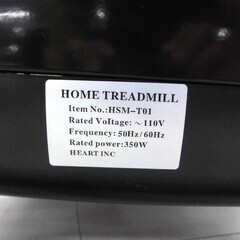 HOME TREADMILL
Item No.:HSM-T01
Rated Voltage: ~ 110V
Frequency: 50Hz/60Hz
Rated power:350W
HEART INC